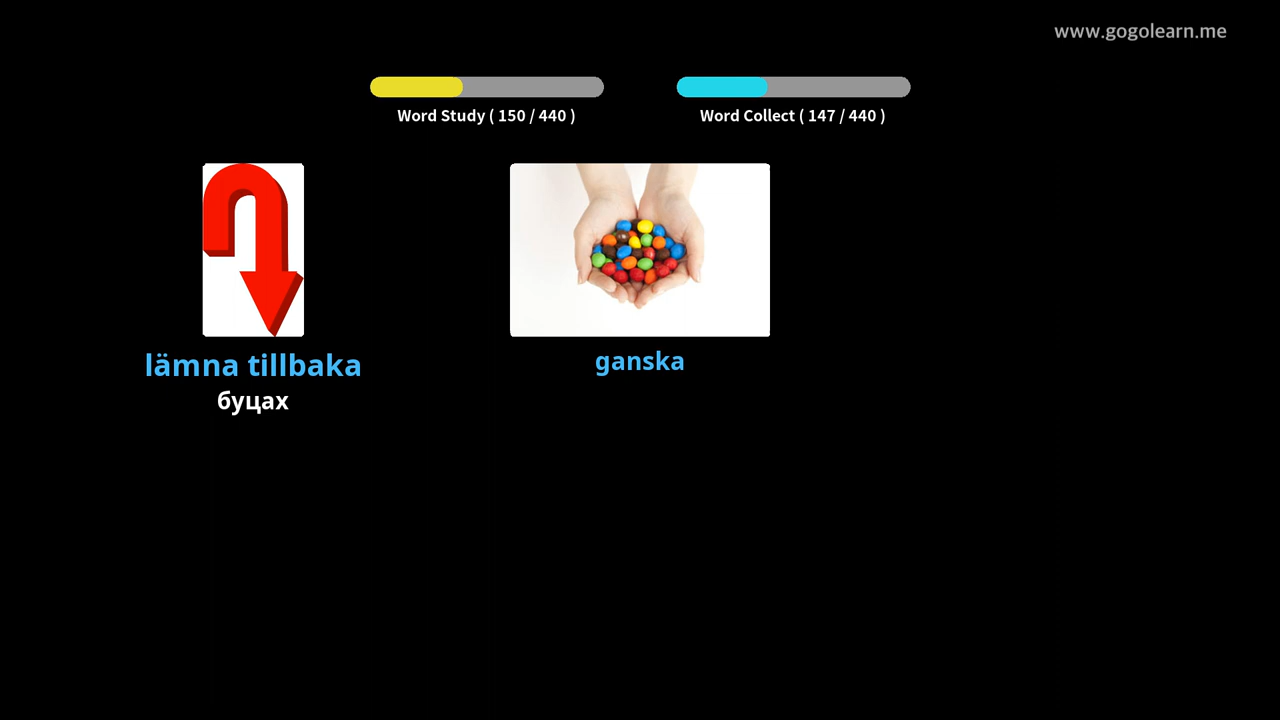 www.gogolearn.me
Word Study ( 150 / 440 )
Word Collect ( 147 / 440 )
lämna tillbaka
буцах
ganska